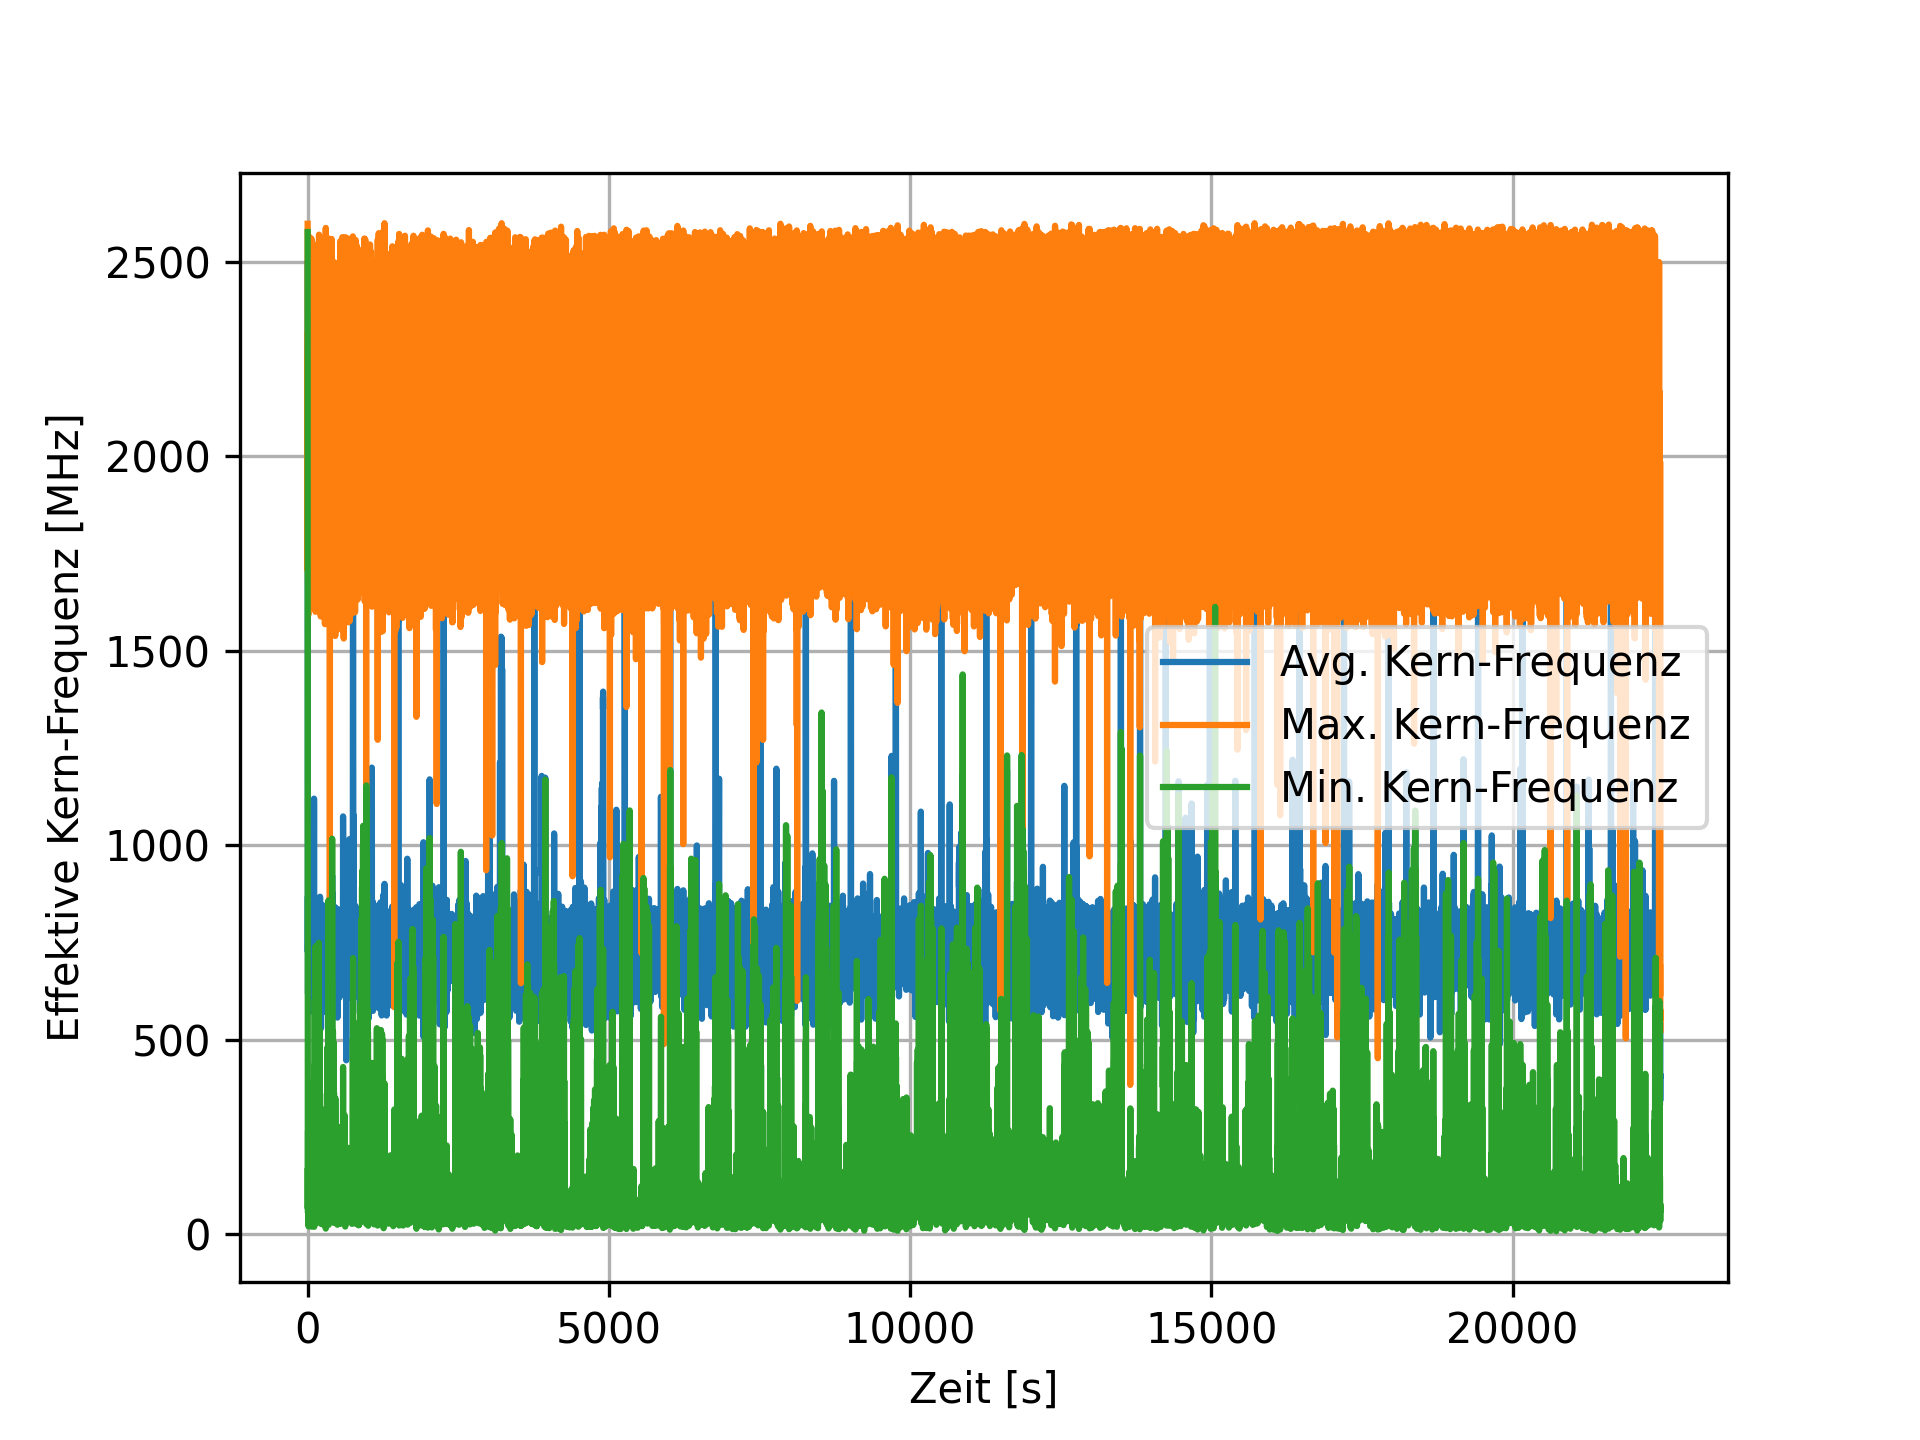 Effektive Kern-Frequenz [MHz]
2500
2000
1500
1000
500
0
Avg. Kern-Frequenz
Max. Kern-Frequenz
Min. Kern-Frequenz
0 5000 10000 15000 20000
Zeit [s]